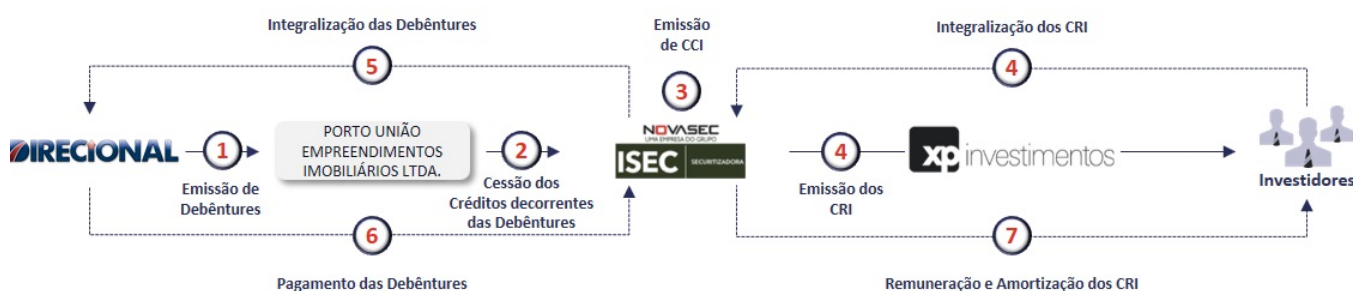 Integralização das Debêntures
Emissão
de CCI
Integralização dos CRI
5
3
4
DIRECIONAL
1
PORTO UNIÃO
EMPREENDIMENTOS
IMOBILIÁRIOS LTDA.
2
NOVASEC
UMA EMPRESA DO GRUPO
ISEC SECURITIZADORA
4
xp investimentos
Investidores
Emissão de
Debêntures
Cessão dos
Créditos decorrentes
das Debêntures
Emissão dos
CRI
6
7
Pagamento das Debêntures
Remuneração e Amortização dos CRI